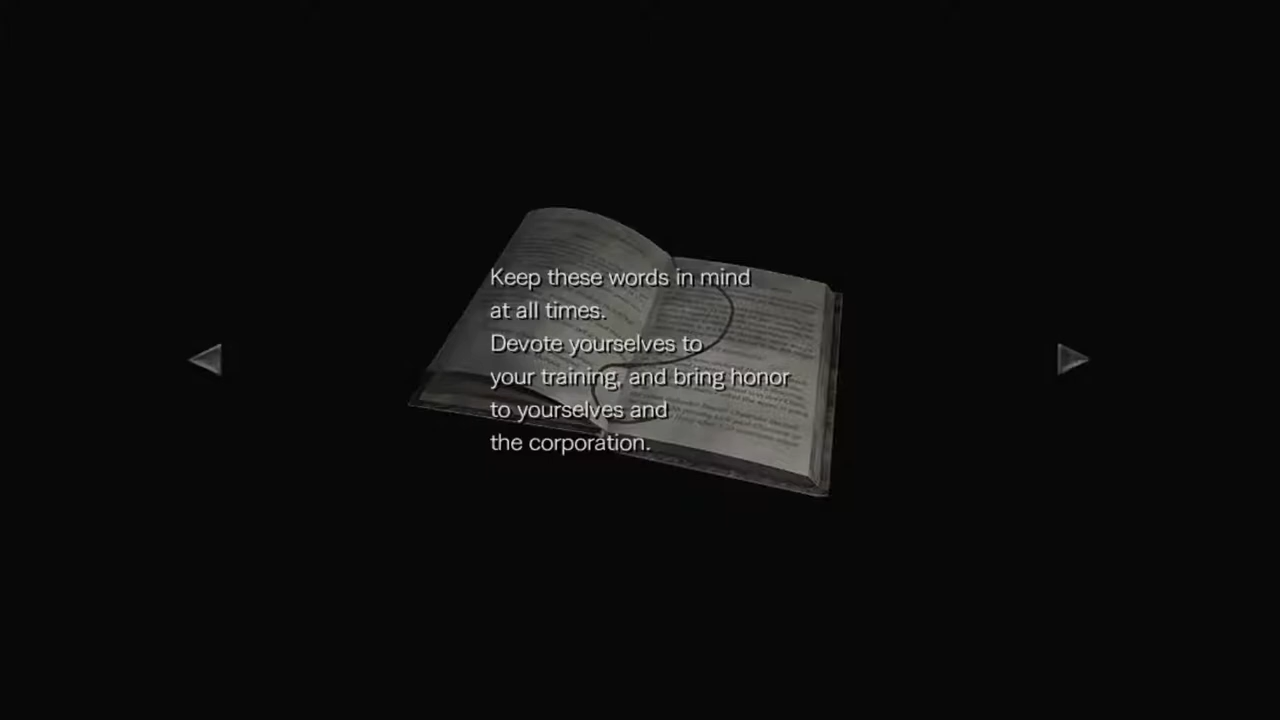 Keep these words in mind
at all times.
Devote yourselves to
your training, and bring honor
to yourselves and
the corporation.